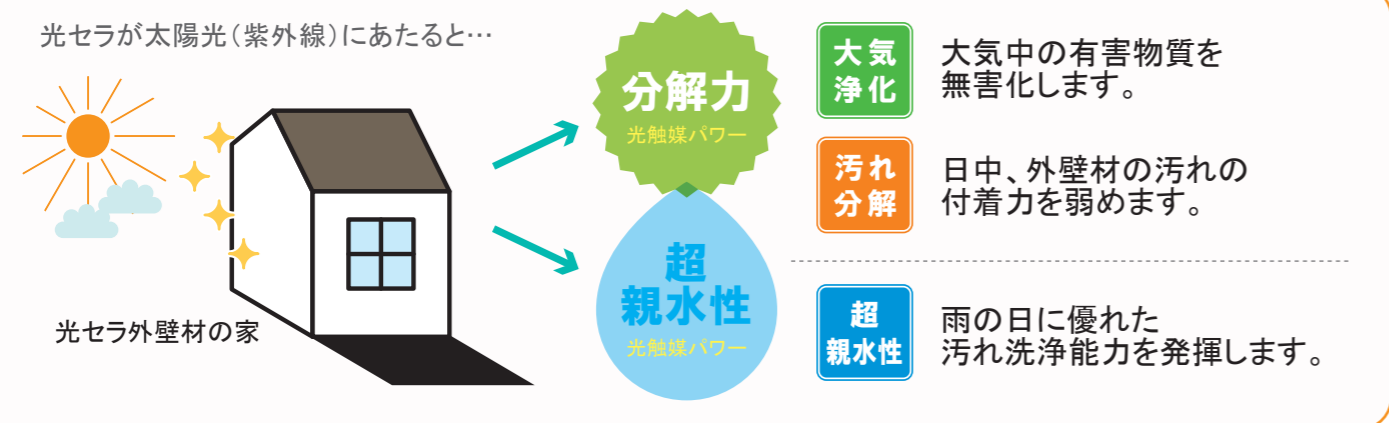 光セラが太陽光（紫外線）にあたると…
光セラ外壁材の家
分解力
光触媒パワー
超
親水性
光触媒パワー
大気
浄化
大気中の有害物質を
無害化します。
汚れ
分解
日中、外壁材の汚れの
付着力を弱めます。
超
親水性
雨の日に優れた
汚れ洗浄能力を発揮します。